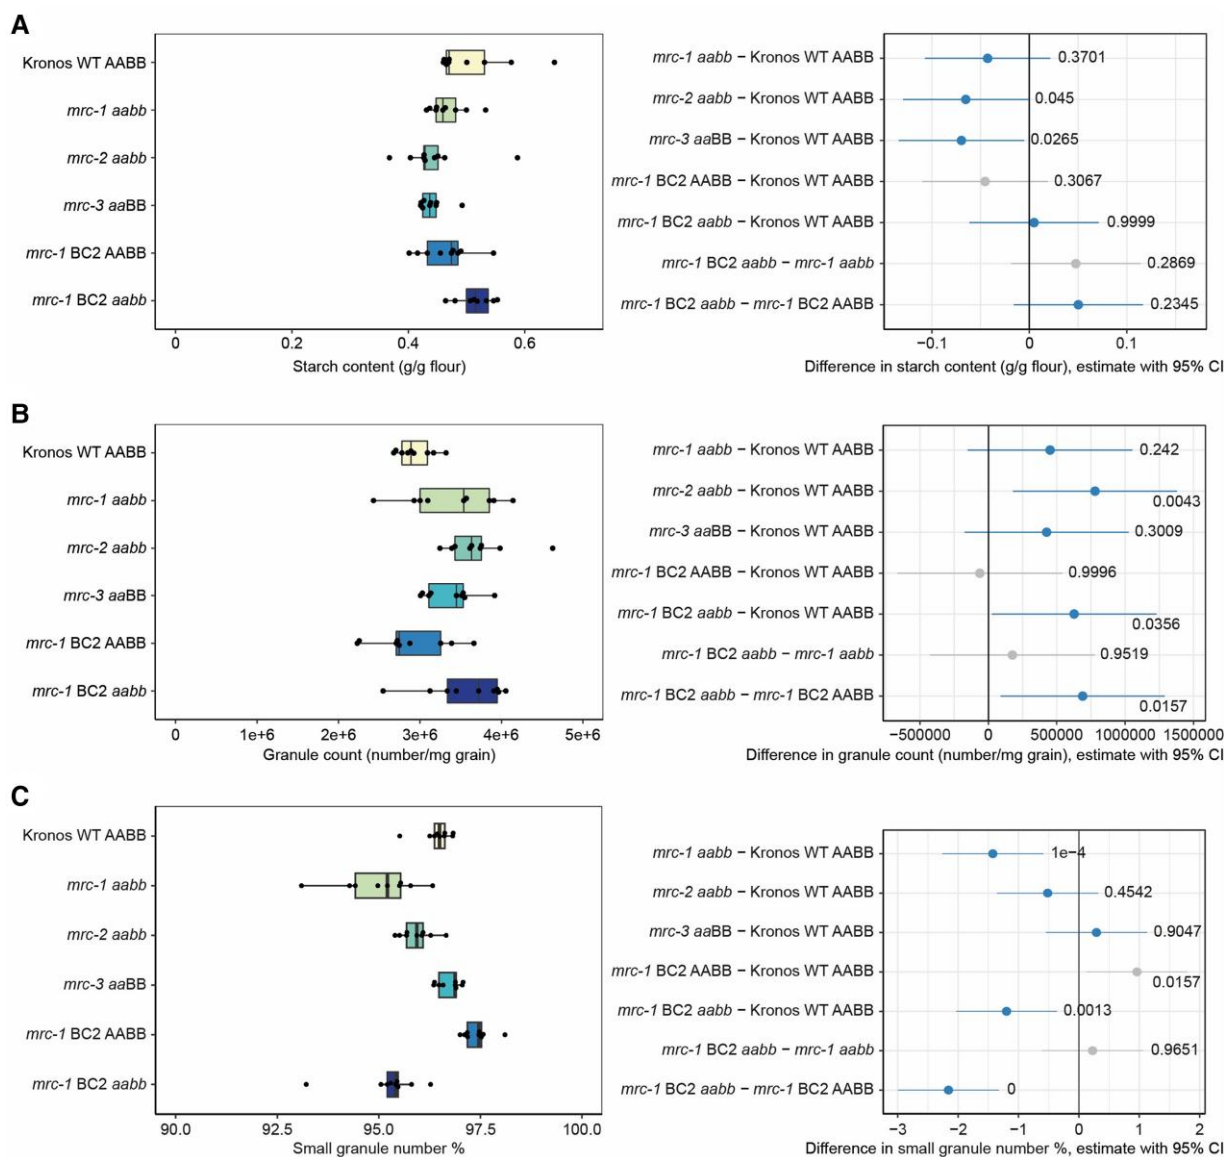 A
Kronos WT AABB
mrc-1 aabb
mrc-2 aabb
mrc-3 aaBB
mrc-1 BC2 AABB
mrc-1 BC2 aabb
0 0.2 0.4 0.6
Starch content (g/g flour)
mrc-1 aabb − Kronos WT AABB 0.3701
mrc-2 aabb − Kronos WT AABB 0.045
mrc-3 aaBB − Kronos WT AABB 0.0265
mrc-1 BC2 AABB − Kronos WT AABB 0.3067
mrc-1 BC2 aabb − Kronos WT AABB 0.9999
mrc-1 BC2 aabb − mrc-1 aabb 0.2869
mrc-1 BC2 aabb − mrc-1 BC2 AABB 0.2345
−0.1 0 0.1
Difference in starch content (g/g flour), estimate with 95% CI
B
Kronos WT AABB
mrc-1 aabb
mrc-2 aabb
mrc-3 aaBB
mrc-1 BC2 AABB
mrc-1 BC2 aabb
0 1e+6 2e+6 3e+6 4e+6 5e+6
Granule count (number/mg grain)
mrc-1 aabb − Kronos WT AABB 0.242
mrc-2 aabb − Kronos WT AABB 0.0043
mrc-3 aaBB − Kronos WT AABB 0.3009
mrc-1 BC2 AABB − Kronos WT AABB 0.9996
mrc-1 BC2 aabb − Kronos WT AABB 0.0356
mrc-1 BC2 aabb − mrc-1 aabb 0.9519
mrc-1 BC2 aabb − mrc-1 BC2 AABB 0.0157
−500000 0 500000 1000000 1500000
Difference in granule count (number/mg grain), estimate with 95% CI
C
Kronos WT AABB
mrc-1 aabb
mrc-2 aabb
mrc-3 aaBB
mrc-1 BC2 AABB
mrc-1 BC2 aabb
90.0 92.5 95.0 97.5 100.0
Small granule number %
mrc-1 aabb − Kronos WT AABB 1e−4
mrc-2 aabb − Kronos WT AABB 0.4542
mrc-3 aaBB − Kronos WT AABB 0.9047
mrc-1 BC2 AABB − Kronos WT AABB 0.0157
mrc-1 BC2 aabb − Kronos WT AABB 0.0013
mrc-1 BC2 aabb − mrc-1 aabb 0.9651
mrc-1 BC2 aabb − mrc-1 BC2 AABB 0
−3 −2 −1 0 1 2
Difference in small granule number %, estimate with 95% CI